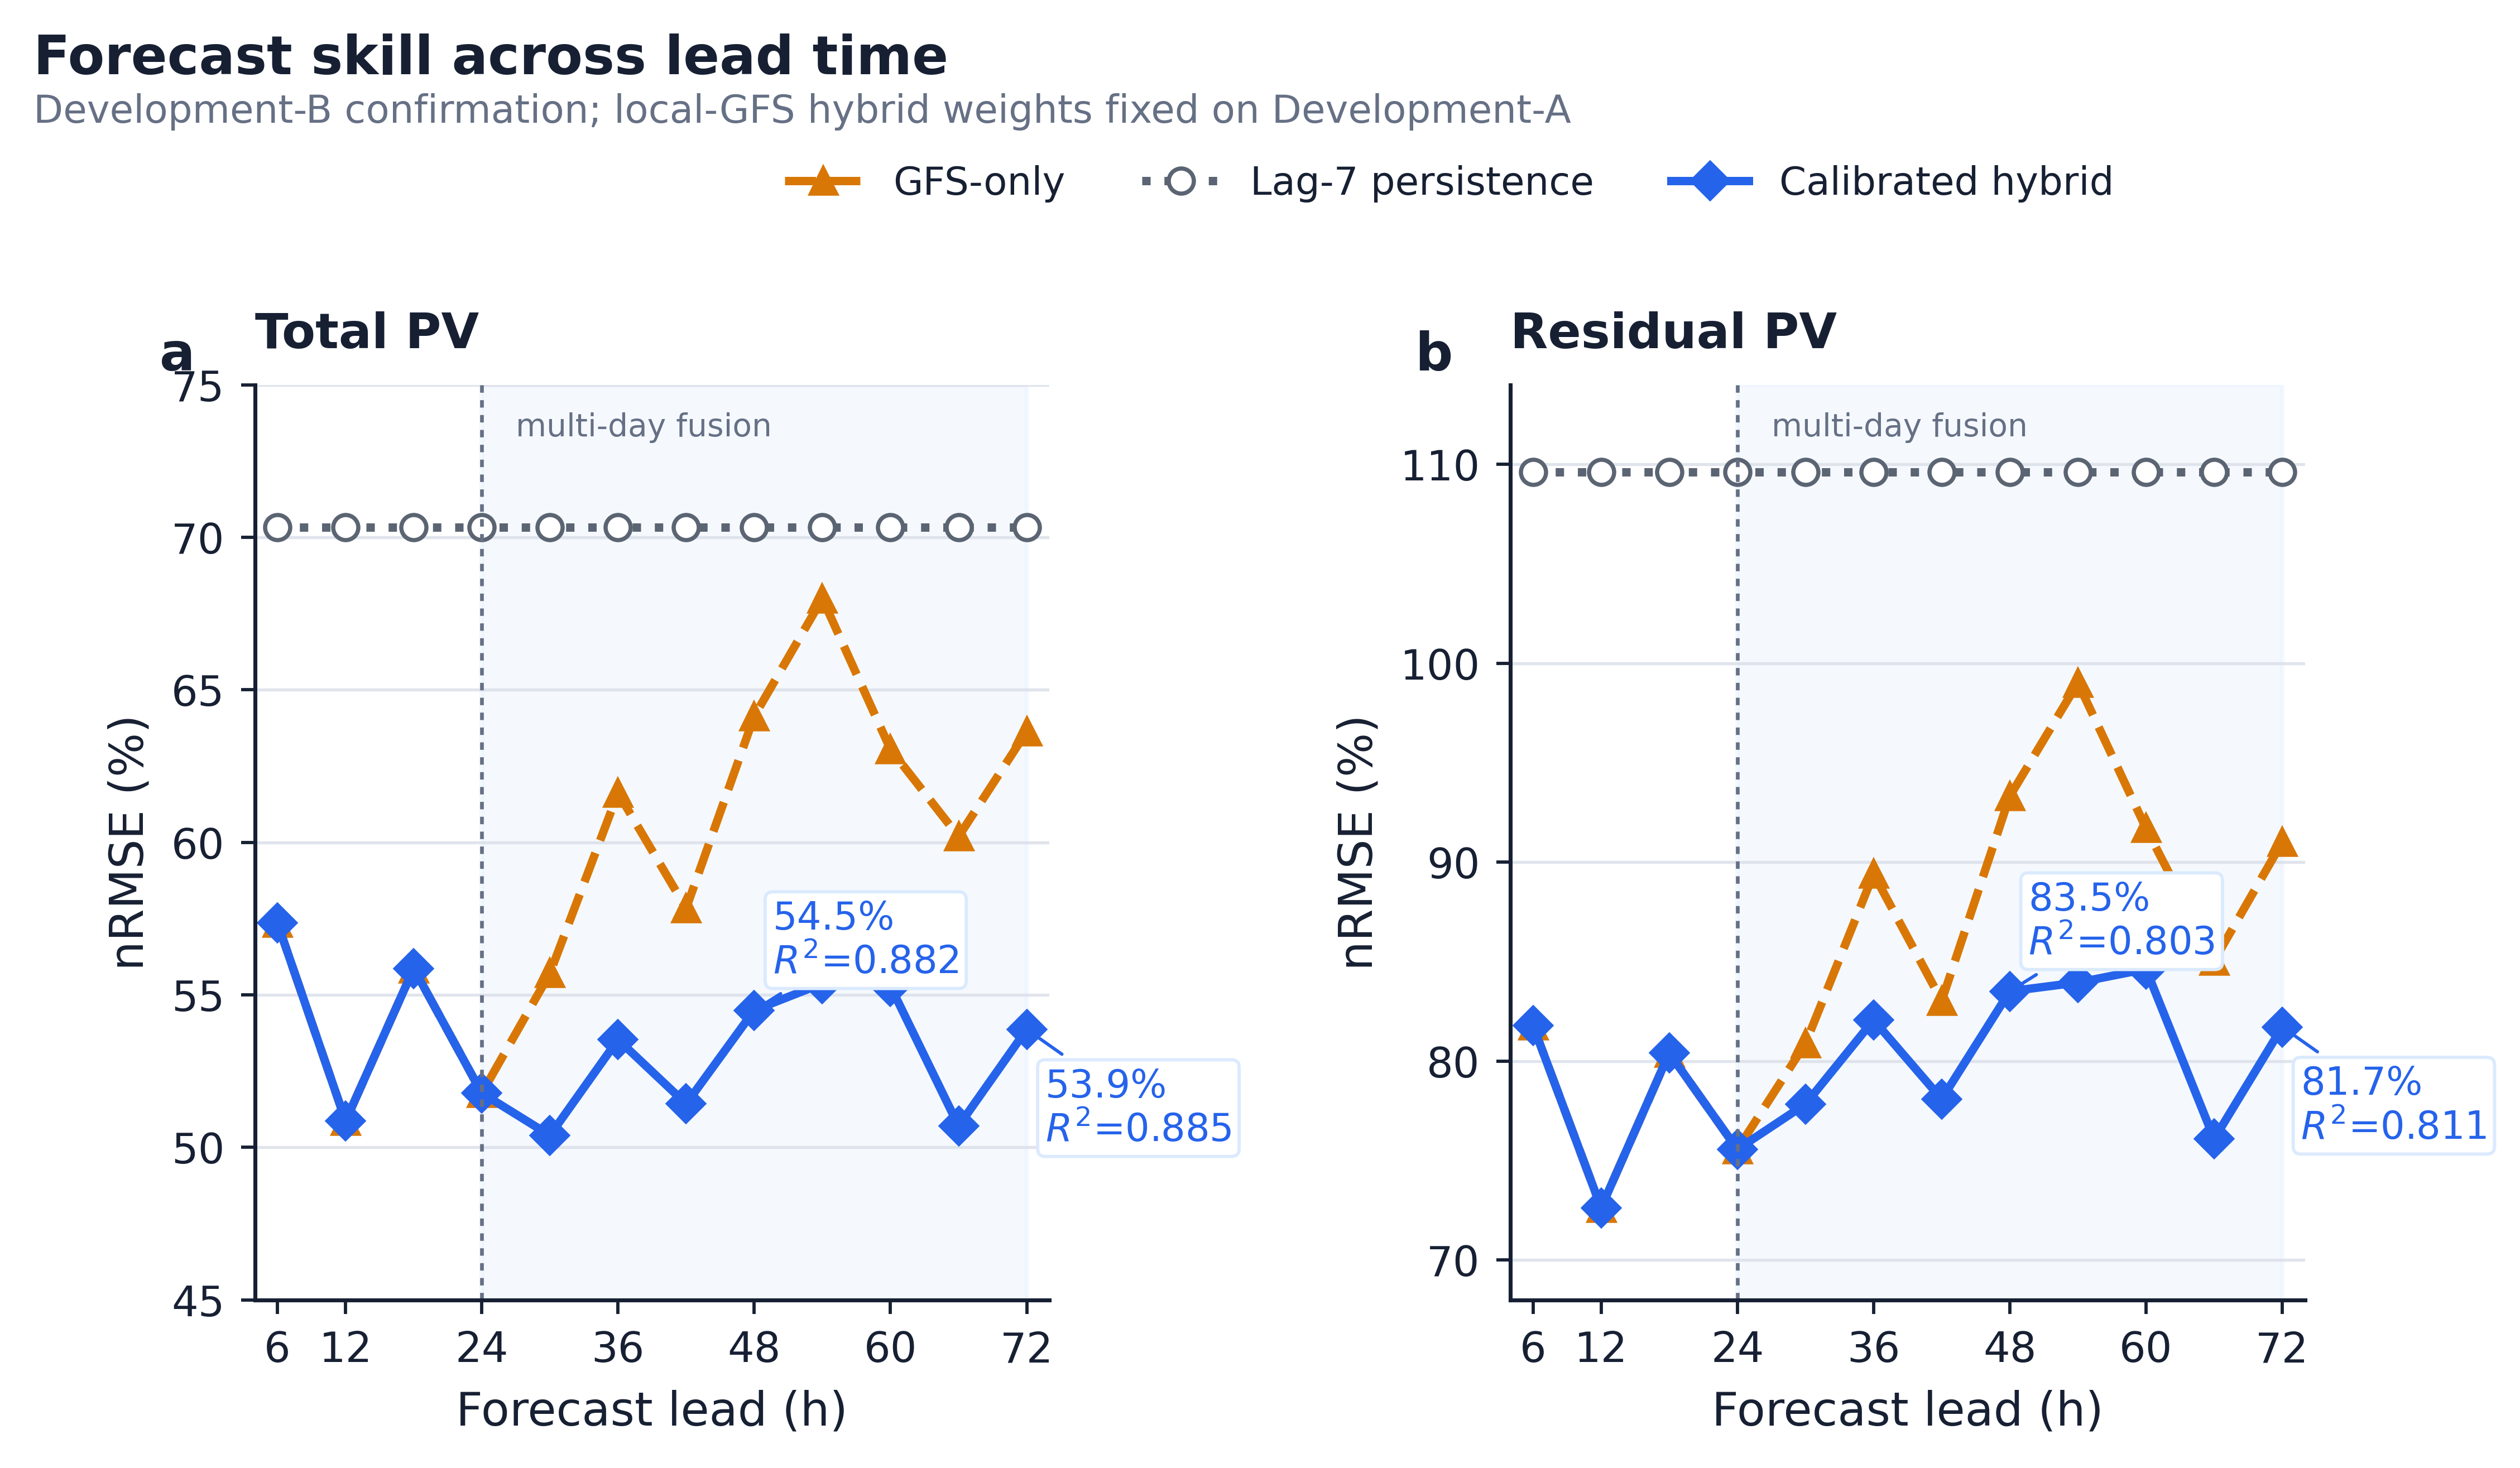 Forecast skill across lead time
Development-B confirmation; local-GFS hybrid weights fixed on Development-A
GFS-only
Lag-7 persistence
Calibrated hybrid
a
Total PV
75
70
65
60
55
50
45
nRMSE (%)
multi-day fusion
54.5%
R²=0.882
53.9%
R²=0.885
6 12 24 36 48 60 72
Forecast lead (h)
b
Residual PV
110
100
90
80
70
nRMSE (%)
multi-day fusion
83.5%
R²=0.803
81.7%
R²=0.811
6 12 24 36 48 60 72
Forecast lead (h)